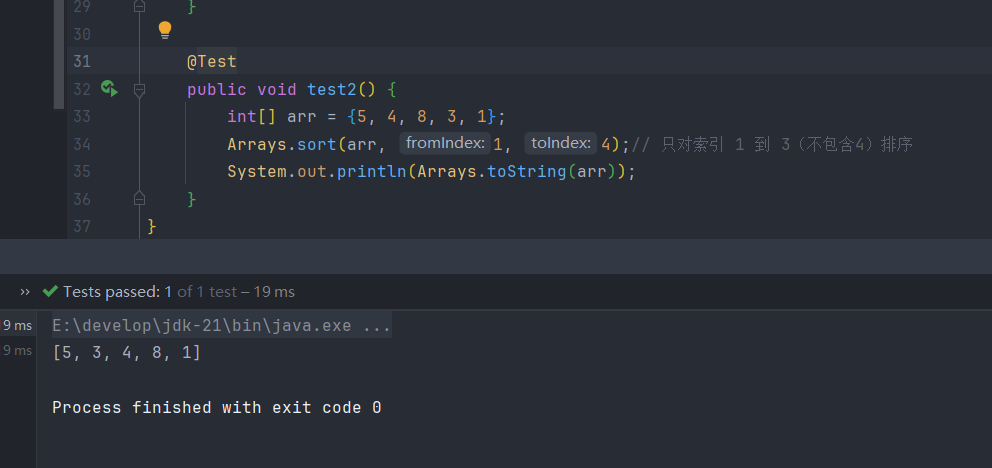 29 }
30
31 @Test
32 public void test2() {
33 int[] arr = {5, 4, 8, 3, 1};
34 Arrays.sort(arr, fromIndex: 1, toIndex: 4);// 只对索引 1 到 3（不包含4）排序
35 System.out.println(Arrays.toString(arr));
36 }
37 }
›› Tests passed: 1 of 1 test – 19 ms
9 ms E:\develop\jdk-21\bin\java.exe ...
9 ms [5, 3, 4, 8, 1]
Process finished with exit code 0